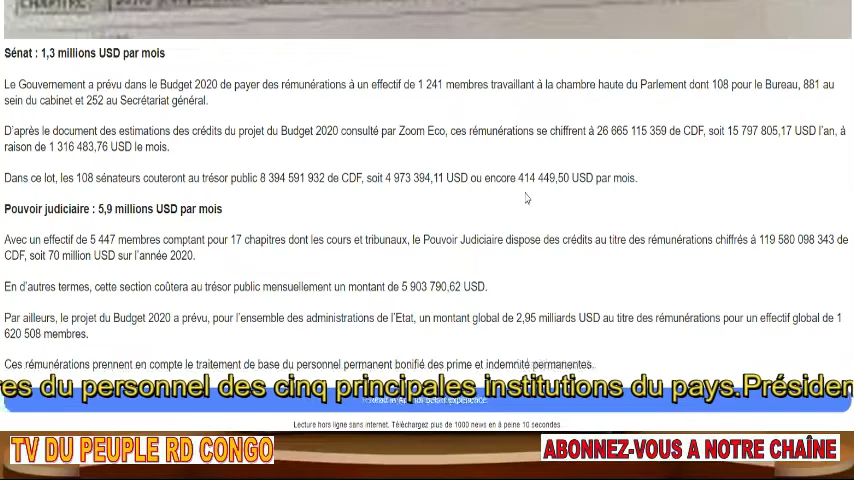 CHAPITRE
Sénat : 1,3 millions USD par mois
Le Gouvernement a prévu dans le Budget 2020 de payer des rémunérations à un effectif de 1 241 membres travaillant à la chambre haute du Parlement dont 108 pour le Bureau, 881 au
sein du cabinet et 252 au Secrétariat général.
D'après le document des estimations des crédits du projet du Budget 2020 consulté par Zoom Eco, ces rémunérations se chiffrent à 26 665 115 359 de CDF, soit 15 797 805,17 USD l'an, à
raison de 1 316 483,76 USD le mois.
Dans ce lot, les 108 sénateurs couteront au trésor public 8 394 591 932 de CDF, soit 4 973 394,11 USD ou encore 414 449,50 USD par mois.
Pouvoir judiciaire : 5,9 millions USD par mois
Avec un effectif de 5 447 membres comptant pour 17 chapitres dont les cours et tribunaux, le Pouvoir Judiciaire dispose des crédits au titre des rémunérations chiffrés à 119 580 098 343 de
CDF, soit 70 million USD sur l'année 2020.
En d'autres termes, cette section coûtera au trésor public mensuellement un montant de 5 903 790,62 USD.
Par ailleurs, le projet du Budget 2020 a prévu, pour l'ensemble des administrations de l'Etat, un montant global de 2,95 milliards USD au titre des rémunérations pour un effectif global de 1
620 508 membres.
Ces rémunérations prennent en compte le traitement de base du personnel permanent bonifié des prime et indemnité permanentes.
res du personnel des cinq principales institutions du pays.Présiden
Lecture hors ligne sans internet. Téléchargez plus de 1000 news en à peine 10 secondes
TV DU PEUPLE RD CONGO
ABONNEZ-VOUS A NOTRE CHAÎNE